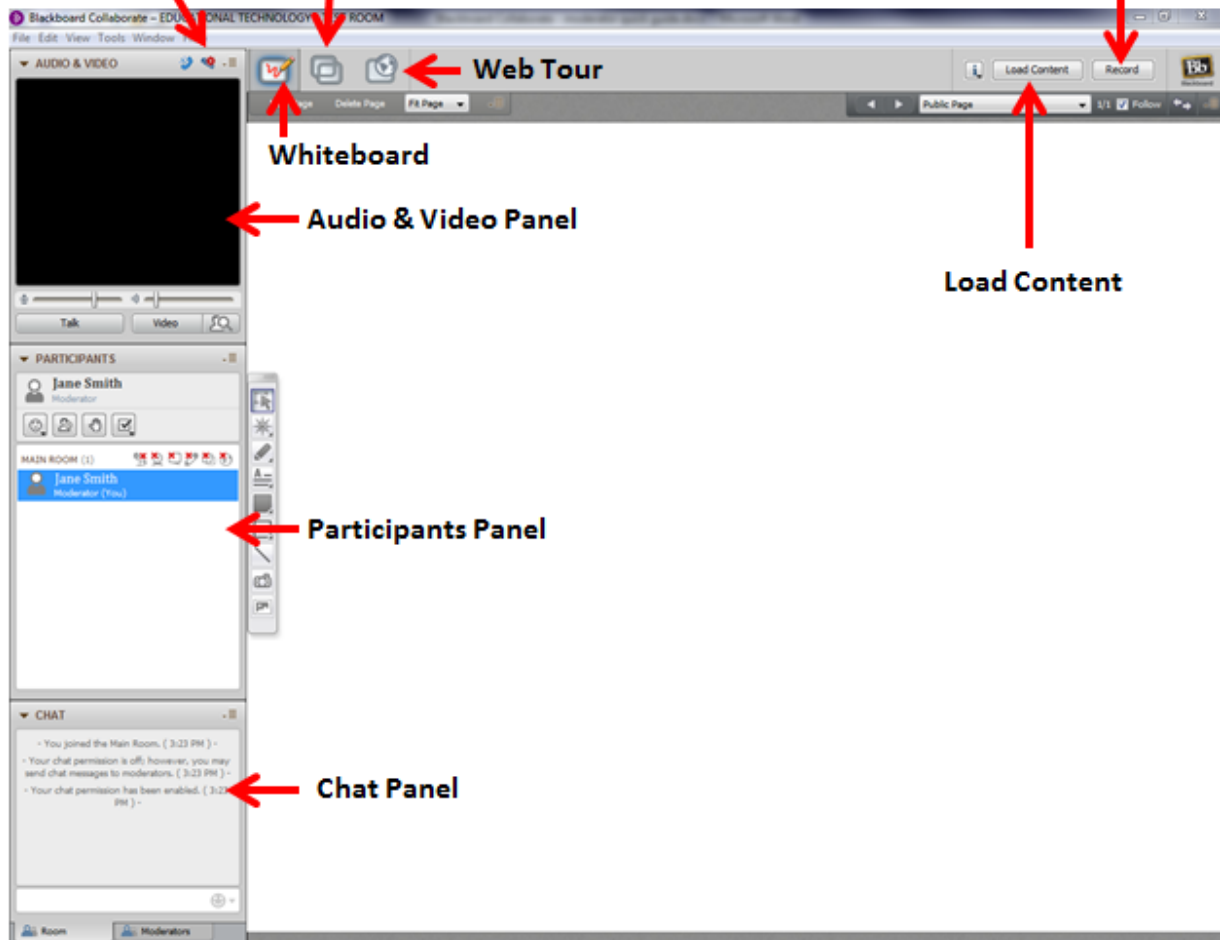 Blackboard Collaborate – EDUCATIONAL TECHNOLOGY ROOM
File Edit View Tools Window
AUDIO & VIDEO
Web Tour
Load Content
Record
Bb
Page
Delete Page
Fit Page
Public Page
1/1
Follow
Whiteboard
Audio & Video Panel
Load Content
Talk
Video
PARTICIPANTS
Jane Smith
Moderator
MAIN ROOM (1)
Jane Smith
Moderator (You)
Participants Panel
CHAT
- You joined the Main Room. ( 3:23 PM ) -
- Your chat permission is off; however, you may
send chat messages to moderators. ( 3:23 PM ) -
- Your chat permission has been enabled. ( 3:23
PM ) -
Chat Panel
Room
Moderators